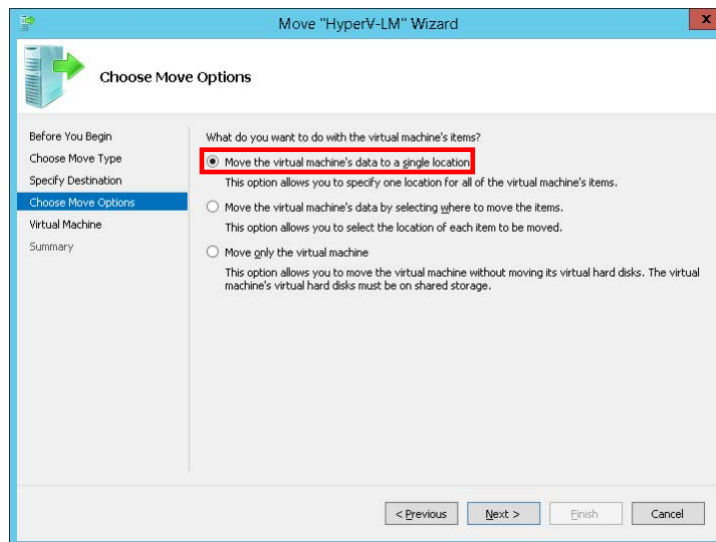 Move "HyperV-LM" Wizard
x
Choose Move Options
Before You Begin
Choose Move Type
Specify Destination
Choose Move Options
Virtual Machine
Summary
What do you want to do with the virtual machine's items?
Move the virtual machine's data to a single location
This option allows you to specify one location for all of the virtual machine's items.
Move the virtual machine's data by selecting where to move the items.
This option allows you to select the location of each item to be moved.
Move only the virtual machine
This option allows you to move the virtual machine without moving its virtual hard disks. The virtual
machine's virtual hard disks must be on shared storage.
< Previous
Next >
Finish
Cancel